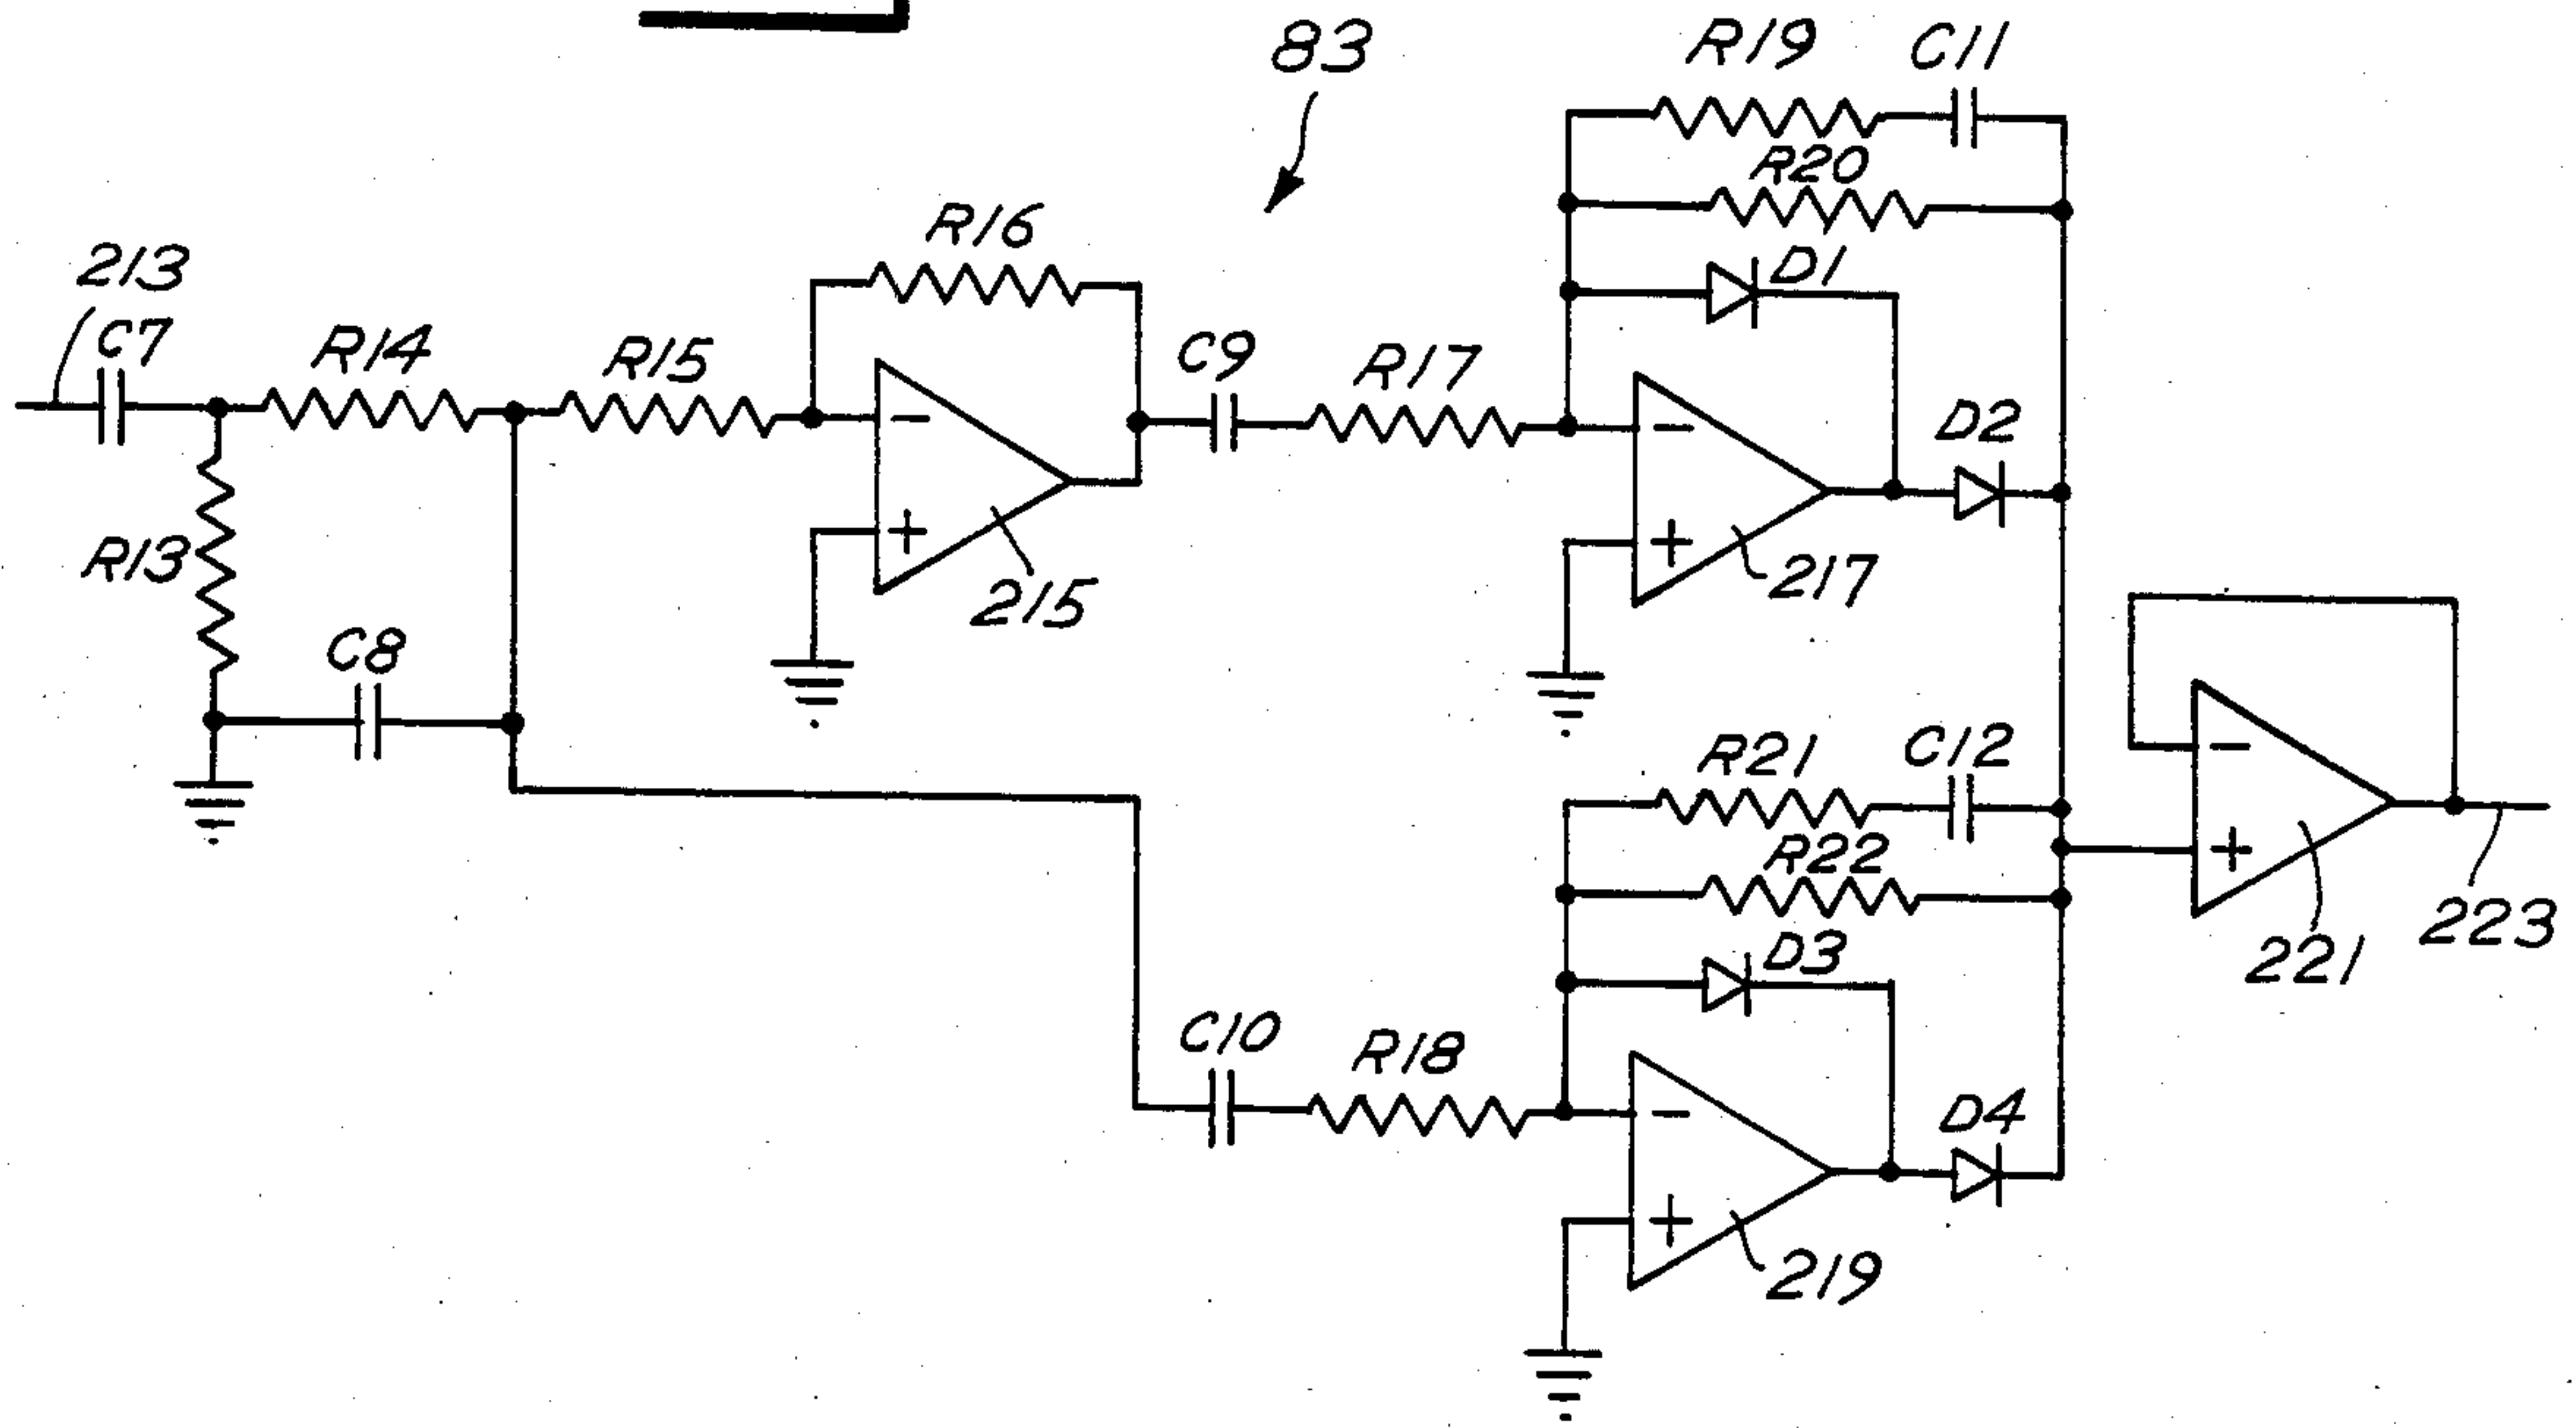 83
R19
C11
R20
R16
D1
213
C7
R14
R15
C9
R17
D2
−
−
R13
+
+
215
217
C8
R21
C12
−
R22
+
D3
223
221
C10
R18
−
D4
+
219